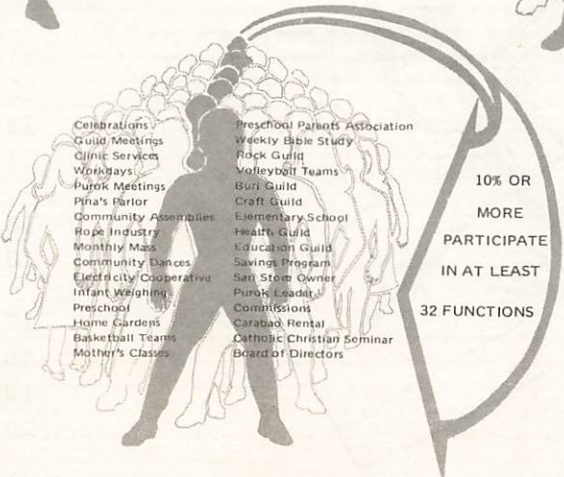 Celebrations
Guild Meetings
Clinic Services
Workdays
Purok Meetings
Pina's Parlor
Community Assemblies
Rope Industry
Monthly Mass
Community Dances
Electricity Cooperative
Infant Weighing
Preschool
Home Gardens
Basketball Teams
Mother's Classes
Preschool Parents Association
Weekly Bible Study
Rock Guild
Volleyball Teams
Buri Guild
Craft Guild
Elementary School
Health Guild
Education Guild
Savings Program
Sari Store Owner
Purok Leader
Commissions
Carabao Rental
Catholic Christian Seminar
Board of Directors
10% OR
MORE
PARTICIPATE
IN AT LEAST
32 FUNCTIONS